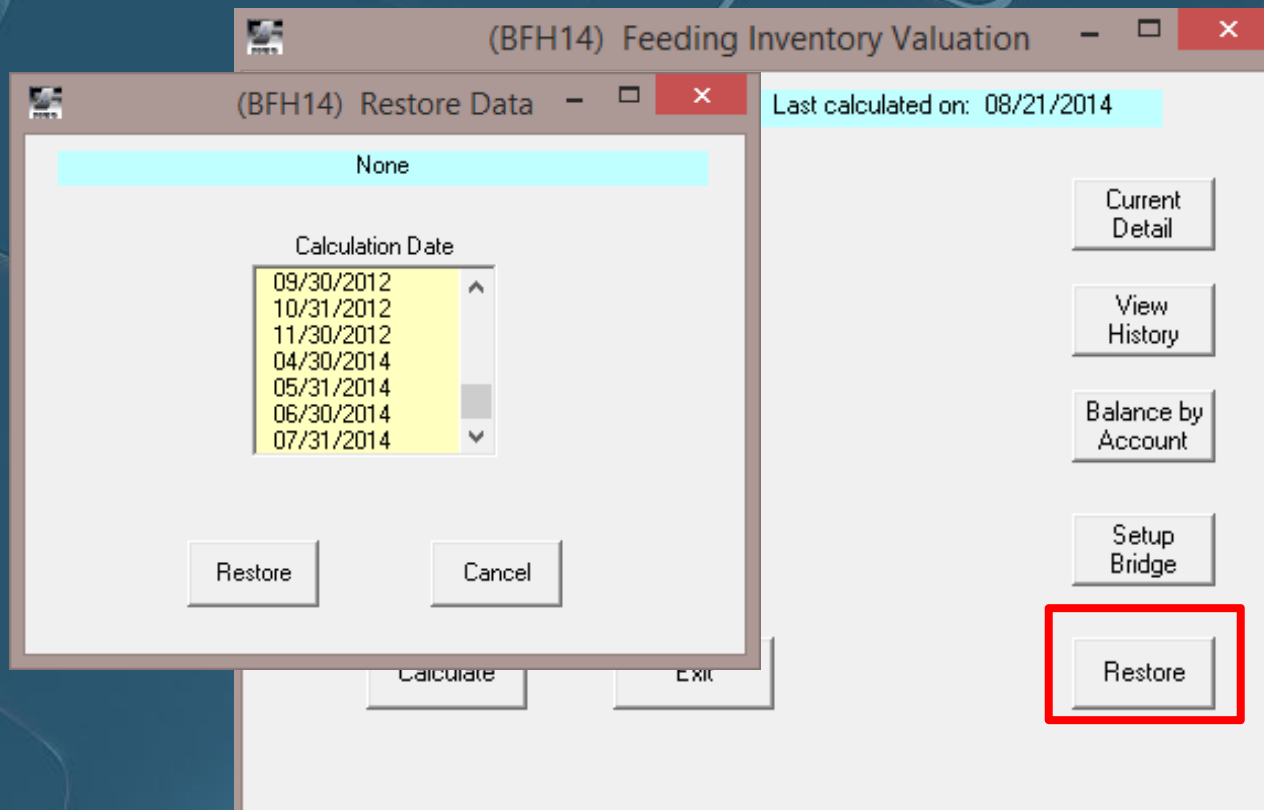 (BFH14) Feeding Inventory Valuation
(BFH14) Restore Data
Last calculated on: 08/21/2014
None
Calculation Date
09/30/2012
10/31/2012
11/30/2012
04/30/2014
05/31/2014
06/30/2014
07/31/2014
Restore
Cancel
Current
Detail
View
History
Balance by
Account
Setup
Bridge
Restore
Calculate
Exit